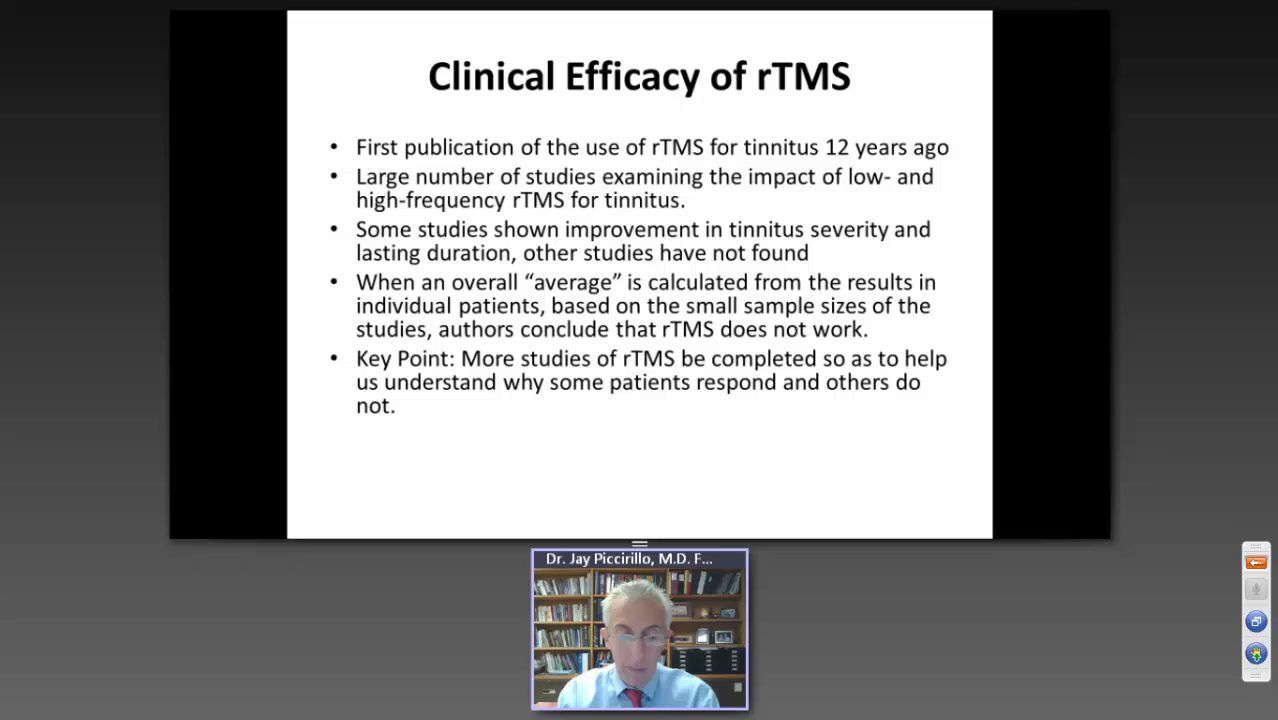 Clinical Efficacy of rTMS
• First publication of the use of rTMS for tinnitus 12 years ago
• Large number of studies examining the impact of low- and
high-frequency rTMS for tinnitus.
• Some studies shown improvement in tinnitus severity and
lasting duration, other studies have not found
• When an overall “average” is calculated from the results in
individual patients, based on the small sample sizes of the
studies, authors conclude that rTMS does not work.
• Key Point: More studies of rTMS be completed so as to help
us understand why some patients respond and others do
not.
Dr. Jay Piccirillo, M.D. F...